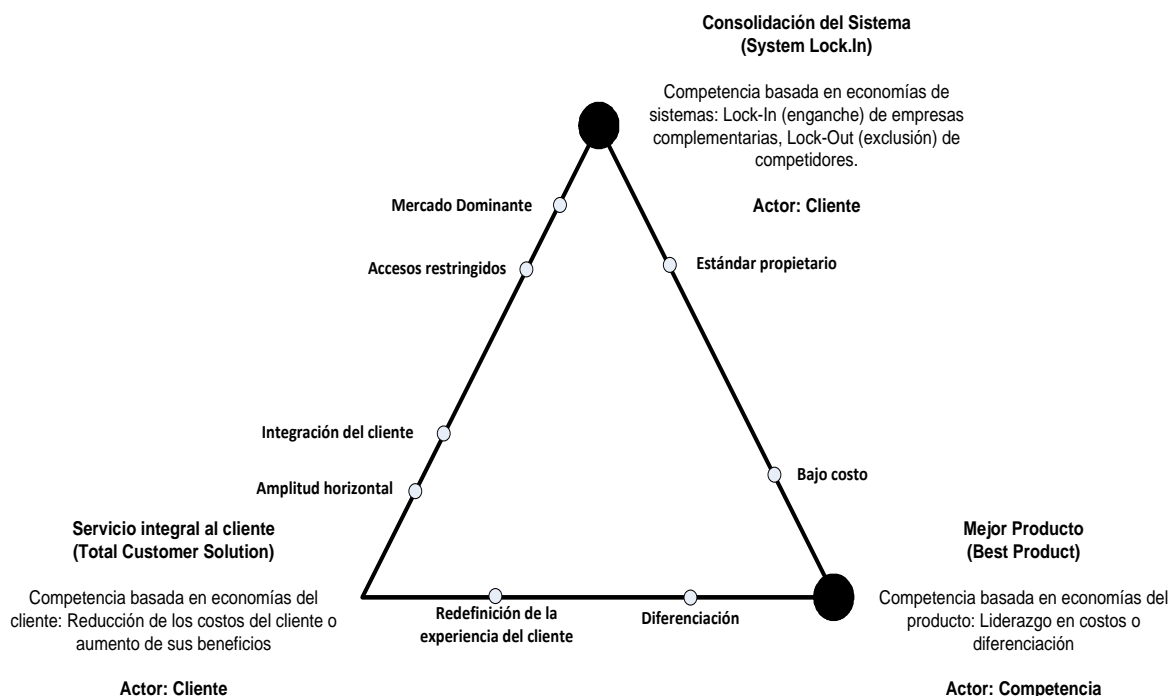 Consolidación del Sistema
(System Lock.In)
Competencia basada en economías de
sistemas: Lock-In (enganche) de empresas
complementarias, Lock-Out (exclusión) de
competidores.
Actor: Cliente
Mercado Dominante
Accesos restringidos
Estándar propietario
Integración del cliente
Amplitud horizontal
Bajo costo
Servicio integral al cliente
(Total Customer Solution)
Competencia basada en economías del
cliente: Reducción de los costos del cliente o
aumento de sus beneficios
Actor: Cliente
Redefinición de la
experiencia del cliente
Diferenciación
Mejor Producto
(Best Product)
Competencia basada en economías del
producto: Liderazgo en costos o
diferenciación
Actor: Competencia